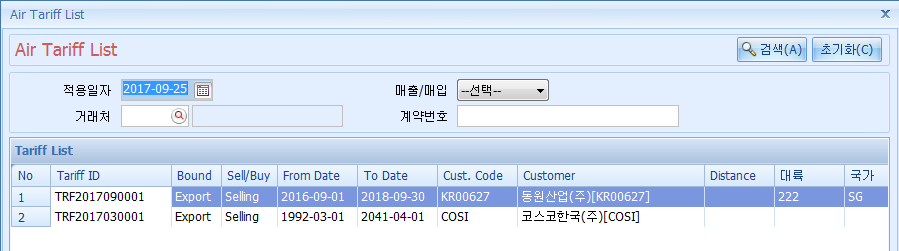 Air Tariff List
Air Tariff List 검색(A) 초기화(C)
적용일자 2017-09-25 매출/매입 --선택--
거래처 계약번호
Tariff List
No Tariff ID Bound Sell/Buy From Date To Date Cust. Code Customer Distance 대륙 국가
1 TRF2017090001 Export Selling 2016-09-01 2018-09-30 KR00627 동원산업(주)[KR00627] 222 SG
2 TRF2017030001 Export Selling 1992-03-01 2041-04-01 COSI 코스코한국(주)[COSI]